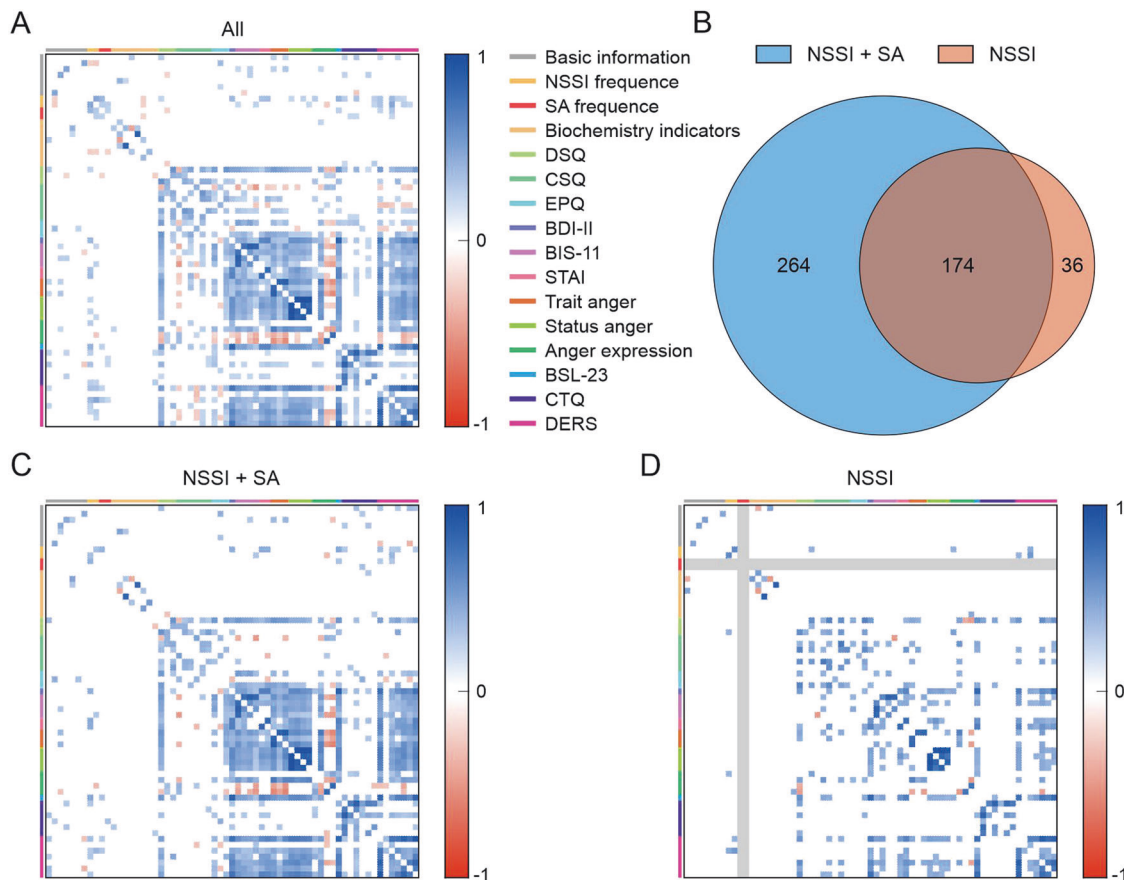 A
All
1
0
-1
Basic information
NSSI frequence
SA frequence
Biochemistry indicators
DSQ
CSQ
EPQ
BDI-II
BIS-11
STAI
Trait anger
Status anger
Anger expression
BSL-23
CTQ
DERS
B
NSSI + SA
NSSI
264
174
36
C
NSSI + SA
1
0
-1
D
NSSI
1
0
-1